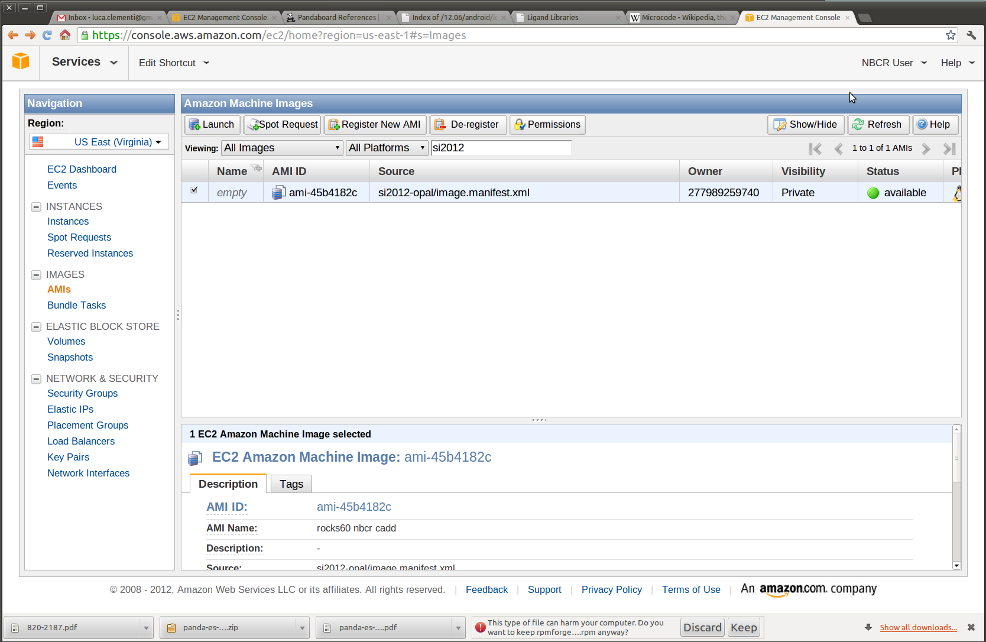 Inbox - luca.clementi@gm
EC2 Management Console
Pandaboard References |
Index of /12.05/android/
Ligand Libraries
Microcode - Wikipedia, th
EC2 Management Console
https://console.aws.amazon.com/ec2/home?region=us-east-1#s=Images
Services
Edit Shortcut
NBCR User
Help
Navigation
Region:
US East (Virginia)
EC2 Dashboard
Events
INSTANCES
Instances
Spot Requests
Reserved Instances
IMAGES
AMIs
Bundle Tasks
ELASTIC BLOCK STORE
Volumes
Snapshots
NETWORK & SECURITY
Security Groups
Elastic IPs
Placement Groups
Load Balancers
Key Pairs
Network Interfaces
Amazon Machine Images
Launch Spot Request Register New AMI De-register Permissions Show/Hide Refresh Help
Viewing: All Images All Platforms si2012 1 to 1 of 1 AMIs
Name AMI ID Source Owner Visibility Status Pl
empty ami-45b4182c si2012-opal/image.manifest.xml 277989259740 Private available
1 EC2 Amazon Machine Image selected
EC2 Amazon Machine Image: ami-45b4182c
Description Tags
AMI ID: ami-45b4182c
AMI Name: rocks60 nbcr cadd
Description: -
Source: si2012-opal/image.manifest.xml
© 2008 - 2012, Amazon Web Services LLC or its affiliates. All rights reserved. | Feedback | Support | Privacy Policy | Terms of Use | An amazon.com company
820-2187.pdf
panda-es-....zip
panda-es-....pdf
This type of file can harm your computer. Do you
want to keep rpmforge....rpm anyway?
Discard
Keep
Show all downloads...